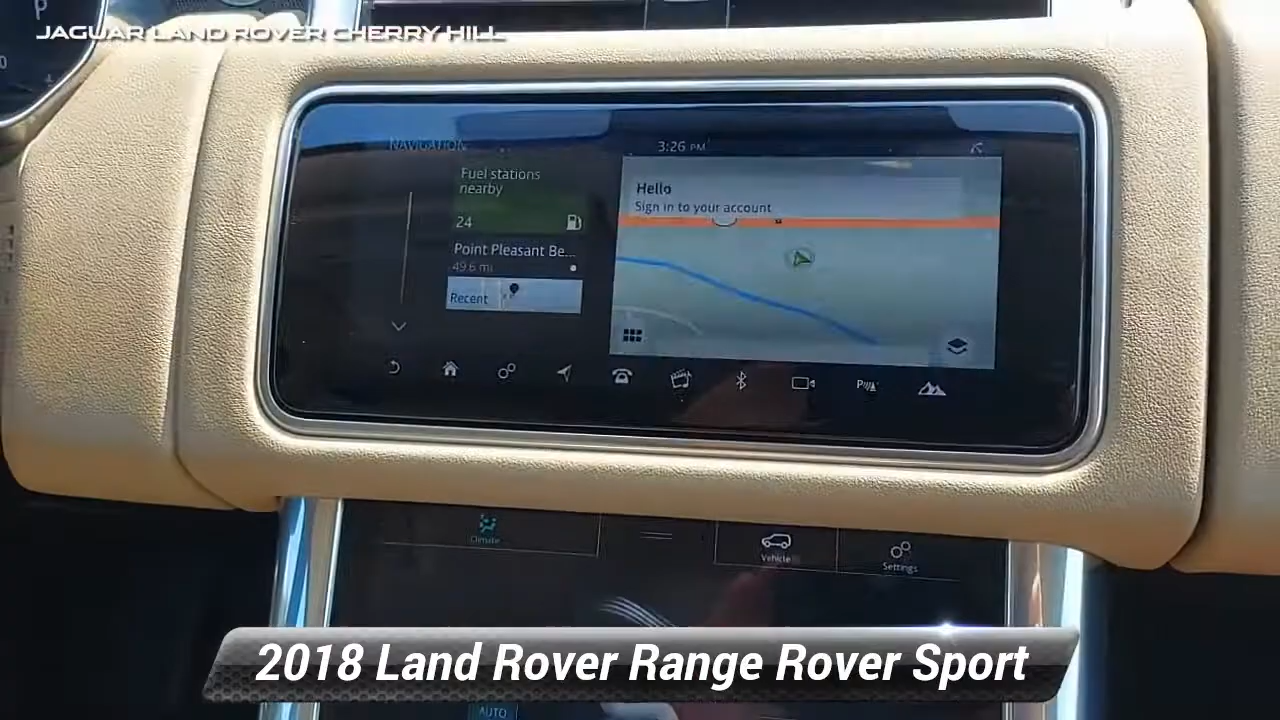 P
JAGUAR LAND ROVER CHERRY HILL
0
NAVIGATION
3:26 PM
Fuel stations
nearby
24
Hello
Sign in to your account
Point Pleasant Be...
49.6 mi
Recent
Climate
Vehicle
Settings
2018 Land Rover Range Rover Sport
AUTO